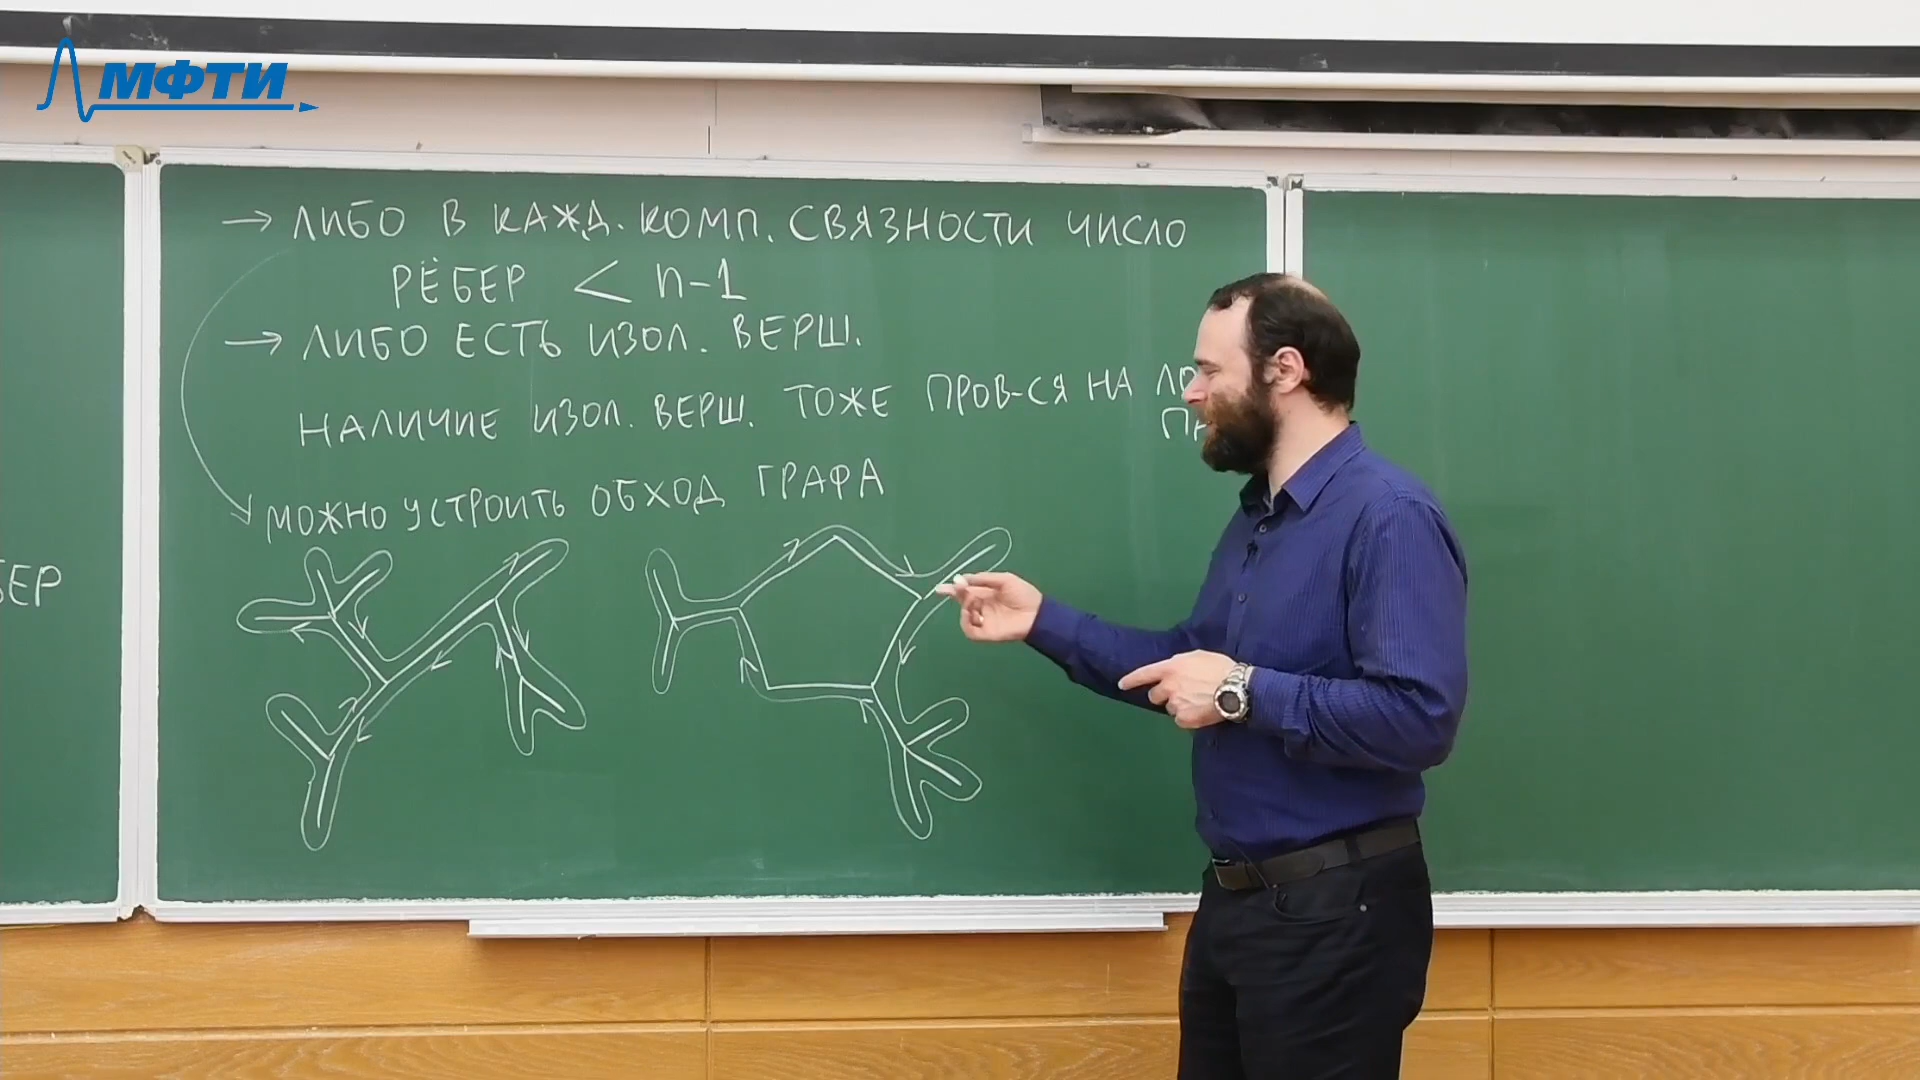 МФТИ
→ ЛИБО В КАЖД. КОМП. СВЯЗНОСТИ ЧИСЛО
РЁБЕР < n-1
→ ЛИБО ЕСТЬ ИЗОЛ. ВЕРШ.
НАЛИЧИЕ ИЗОЛ. ВЕРШ. ТОЖЕ ПРОВ-СЯ НА
МОЖНО УСТРОИТЬ ОБХОД ГРАФА